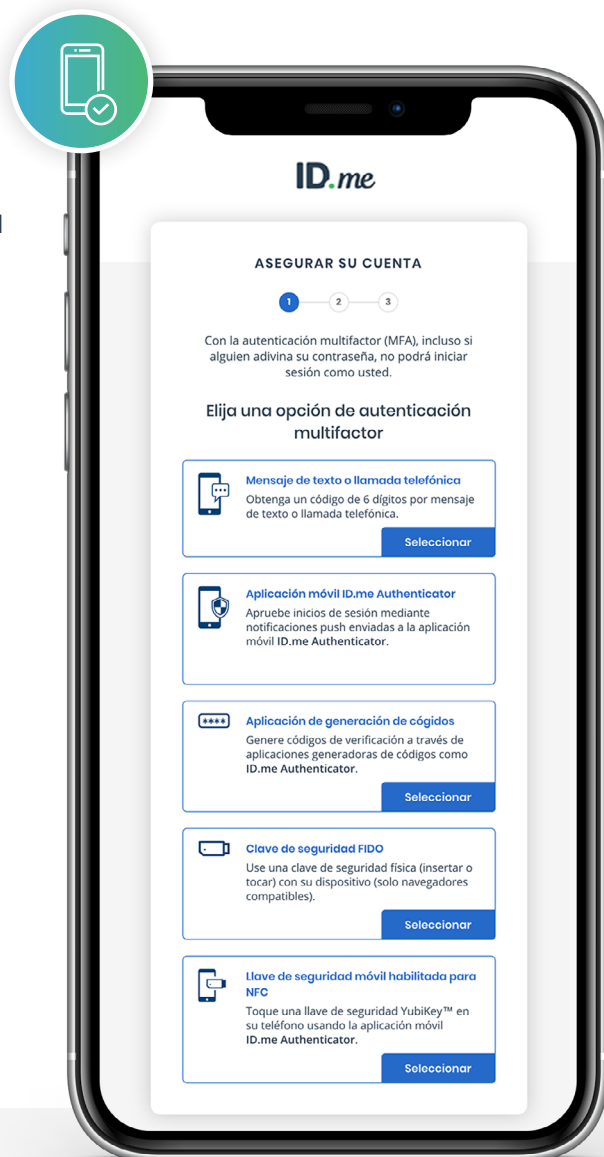 ID.me
ASEGURAR SU CUENTA
1 2 3
Con la autenticación multifactor (MFA), incluso si
alguien adivina su contraseña, no podrá iniciar
sesión como usted.
Elija una opción de autenticación
multifactor
Mensaje de texto o llamada telefónica
Obtenga un código de 6 dígitos por mensaje
de texto o llamada telefónica.
Seleccionar
Aplicación móvil ID.me Authenticator
Apruebe inicios de sesión mediante
notificaciones push enviadas a la aplicación
móvil ID.me Authenticator.
****
Aplicación de generación de cógidos
Genere códigos de verificación a través de
aplicaciones generadoras de códigos como
ID.me Authenticator.
Seleccionar
Clave de seguridad FIDO
Use una clave de seguridad física (insertar o
tocar) con su dispositivo (solo navegadores
compatibles).
Seleccionar
Llave de seguridad móvil habilitada para
NFC
Toque una llave de seguridad YubiKey™ en
su teléfono usando la aplicación móvil
ID.me Authenticator.
Seleccionar